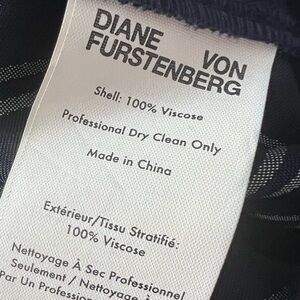 DIANE VON
FURSTENBERG
Shell: 100% Viscose
Professional Dry Clean Only
Made in China
Extérieur/Tissu Stratifié:
100% Viscose
Nettoyage À Sec Professionnel
Seulement / Nettoyage À
Par Un Profession